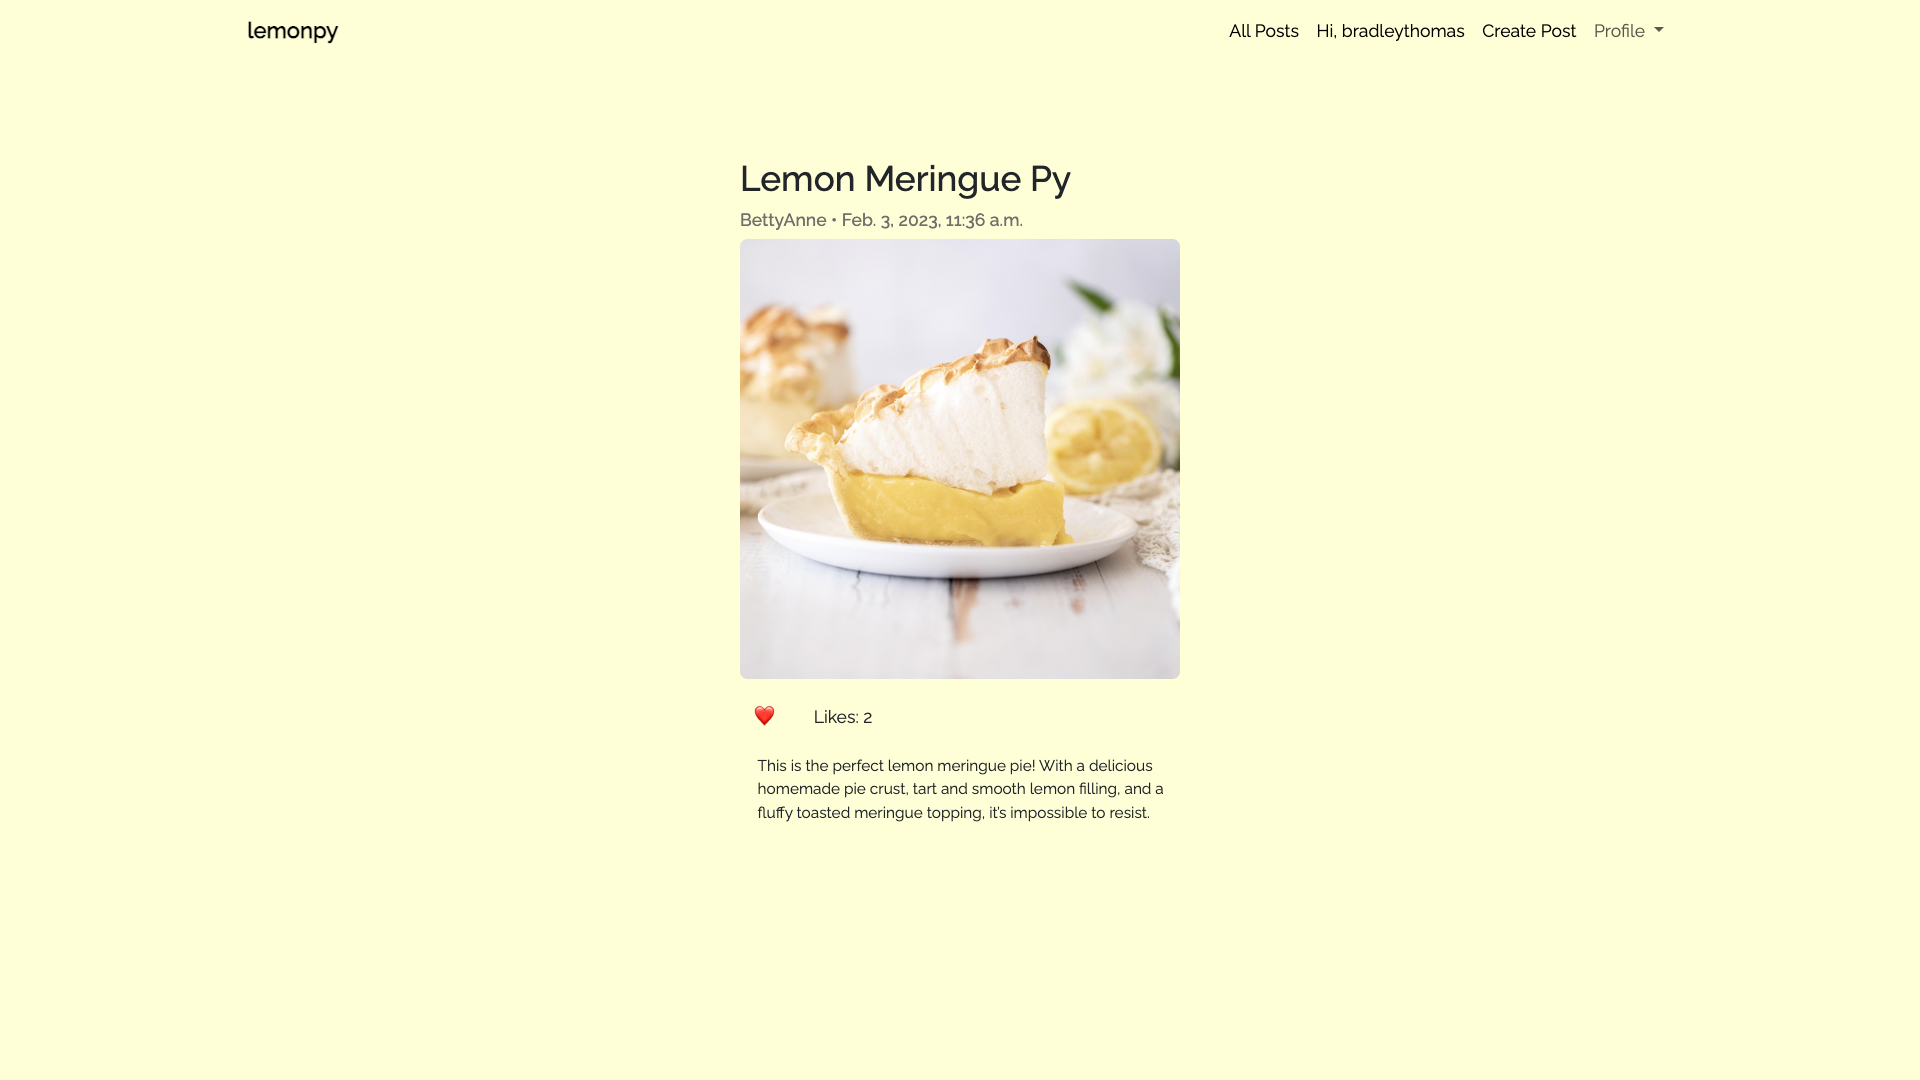 lemonpy
All Posts Hi, bradleythomas Create Post Profile
Lemon Meringue Py
BettyAnne • Feb. 3, 2023, 11:36 a.m.
❤️ Likes: 2
This is the perfect lemon meringue pie! With a delicious
homemade pie crust, tart and smooth lemon filling, and a
fluffy toasted meringue topping, it's impossible to resist.